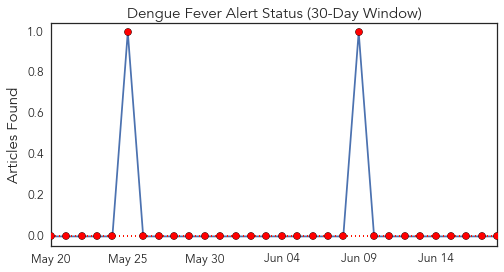 Dengue Fever Alert Status (30-Day Window)
Articles Found
1.0
0.8
0.6
0.4
0.2
0.0
May 20 May 25 May 30 Jun 04 Jun 09 Jun 14